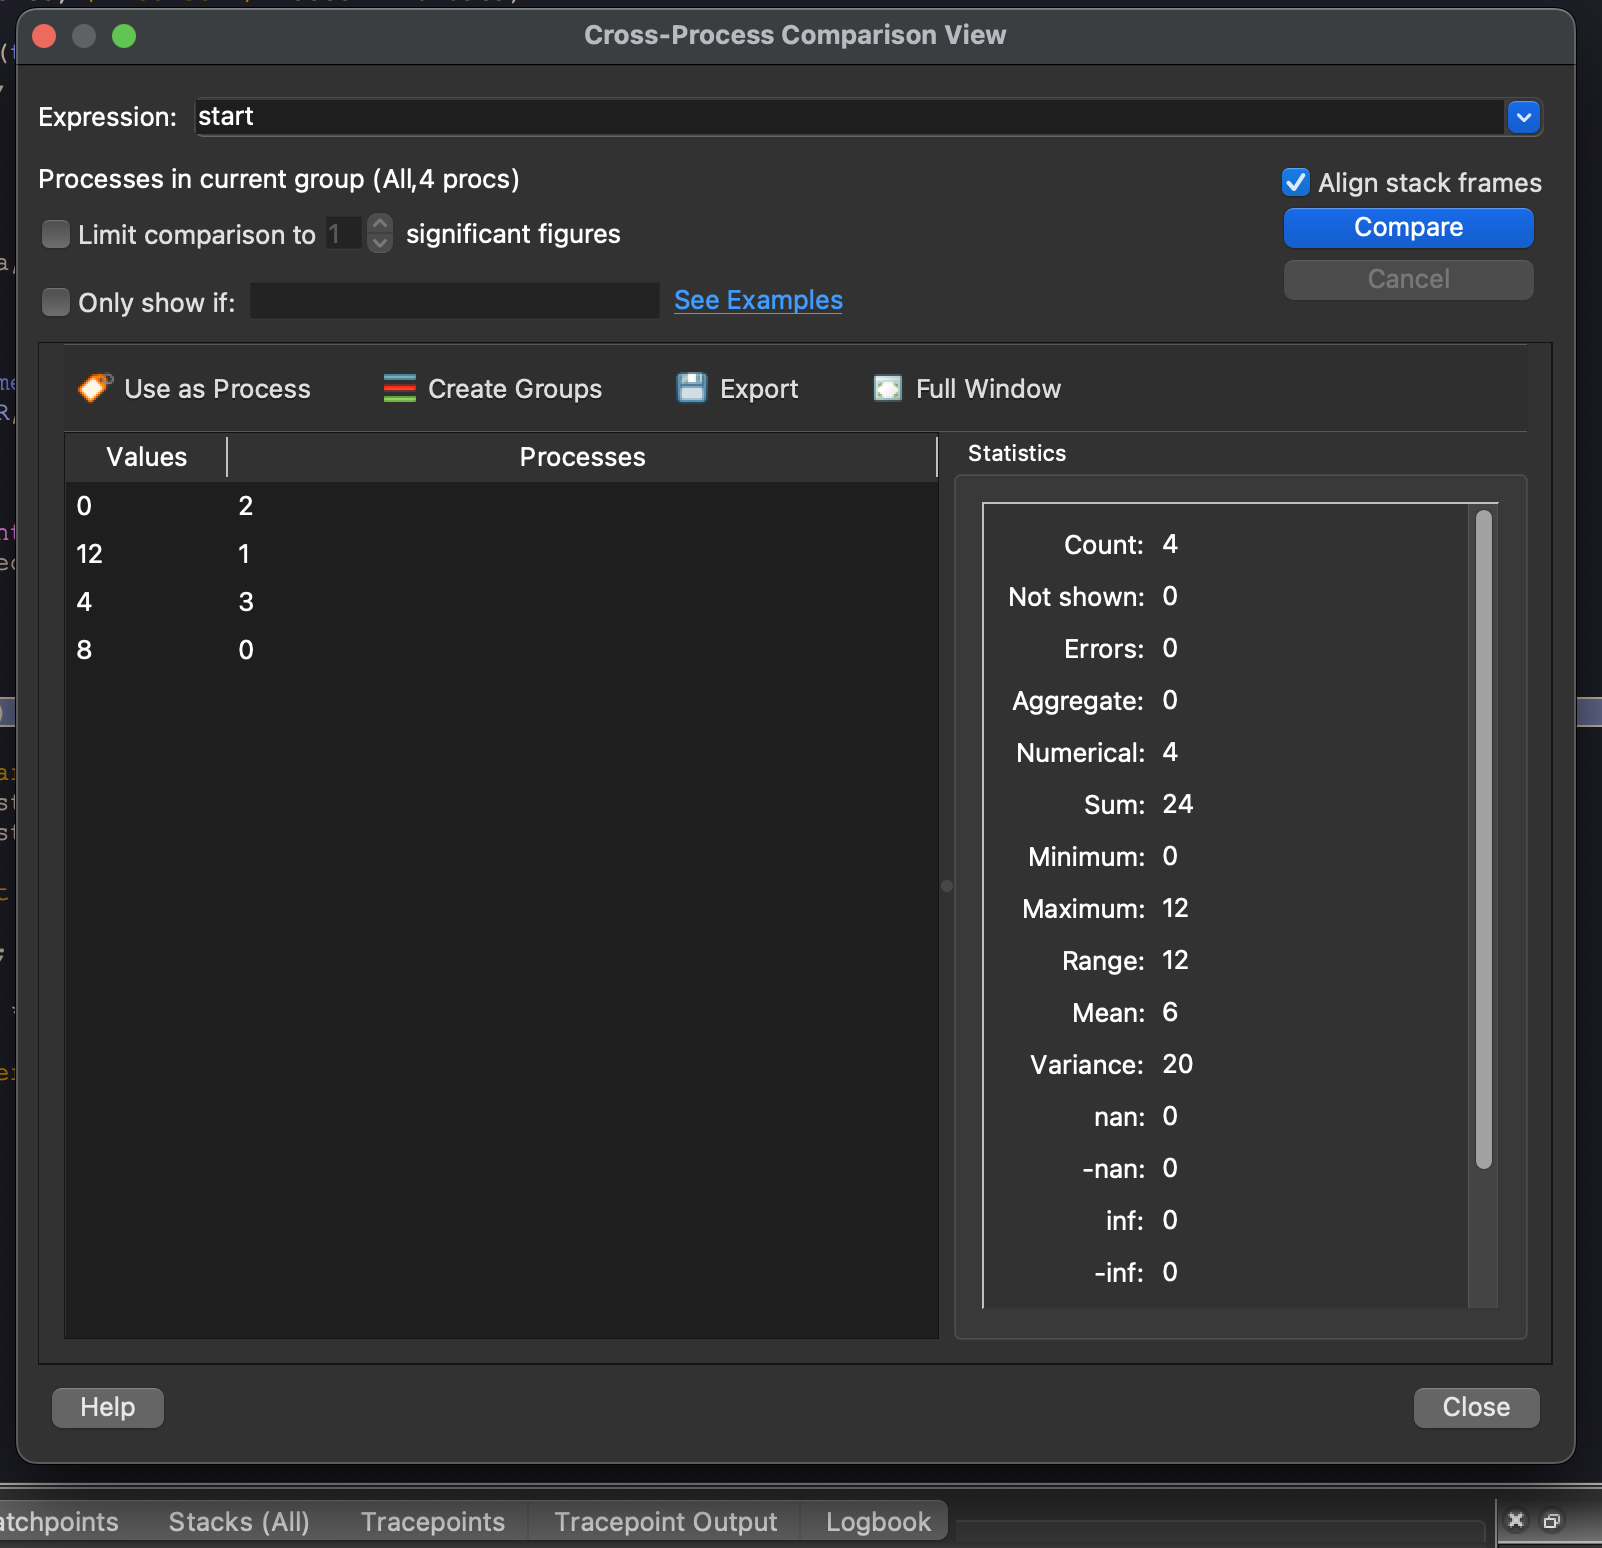 Cross-Process Comparison View
Expression: start
Processes in current group (All,4 procs)
Align stack frames
Limit comparison to 1 significant figures
Compare
Cancel
Only show if:
See Examples
Use as Process
Create Groups
Export
Full Window
Values Processes
0 2
12 1
4 3
8 0
Statistics
Count: 4
Not shown: 0
Errors: 0
Aggregate: 0
Numerical: 4
Sum: 24
Minimum: 0
Maximum: 12
Range: 12
Mean: 6
Variance: 20
nan: 0
-nan: 0
inf: 0
-inf: 0
Help
Close
atchpoints
Stacks (All)
Tracepoints
Tracepoint Output
Logbook